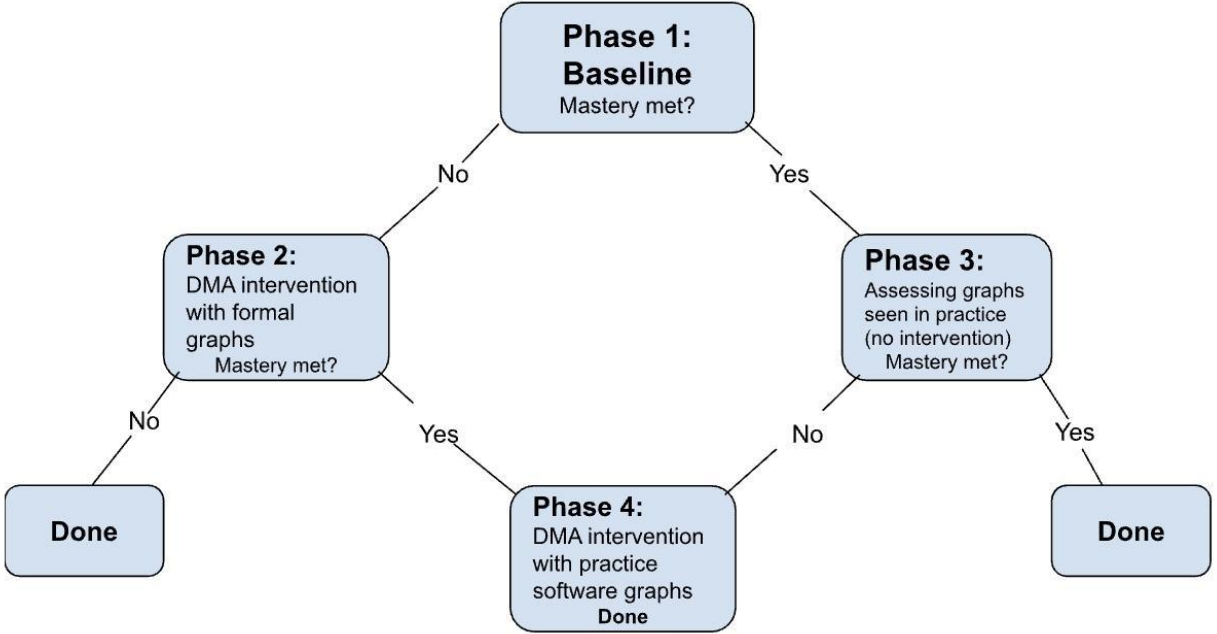 Phase 1:
Baseline
Mastery met?
No
Yes
Phase 2:
DMA intervention
with formal
graphs
Mastery met?
Phase 3:
Assessing graphs
seen in practice
(no intervention)
Mastery met?
No
Yes
No
Yes
Done
Phase 4:
DMA intervention
with practice
software graphs
Done
Done